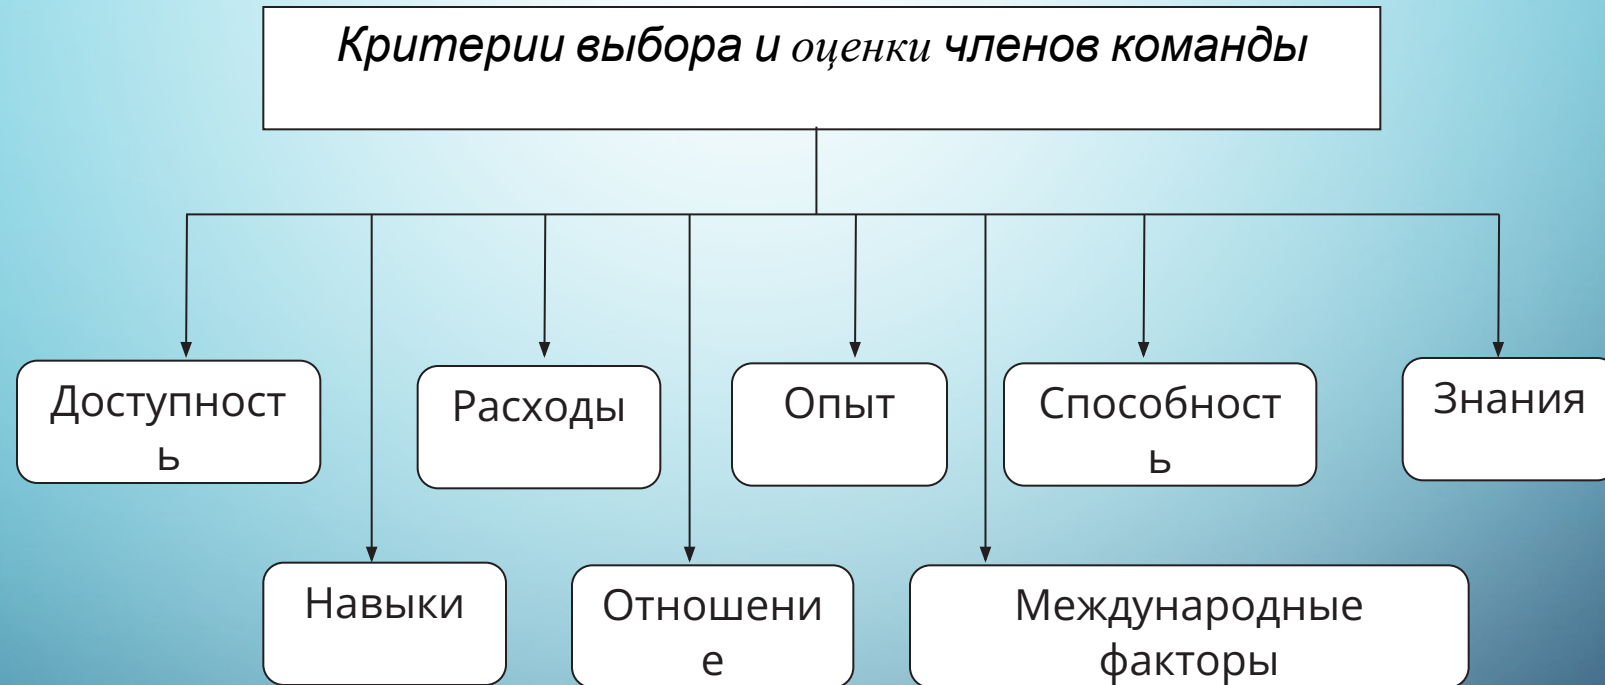 Критерии выбора и оценки членов команды
Доступност
ь
Расходы
Опыт
Способност
ь
Знания
Навыки
Отношени
е
Международные
факторы